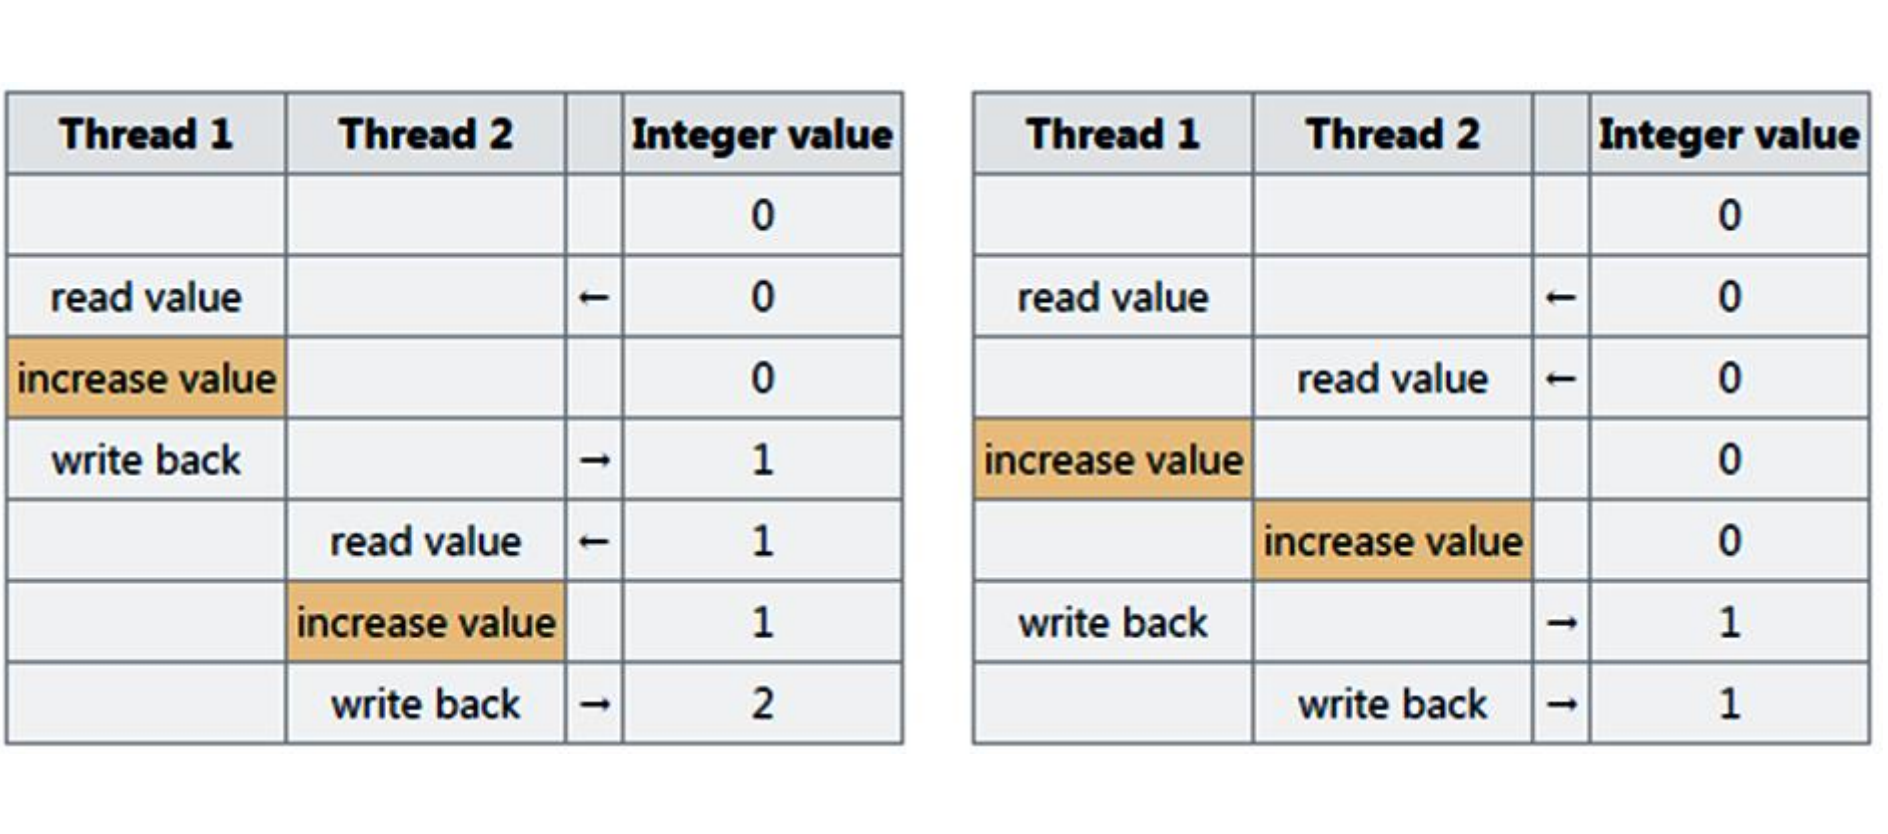 Thread 1 Thread 2 Integer value
0
read value ← 0
increase value 0
write back → 1
read value ← 1
increase value 1
write back → 2
Thread 1 Thread 2 Integer value
0
read value ← 0
read value ← 0
increase value 0
increase value 0
write back → 1
write back → 1